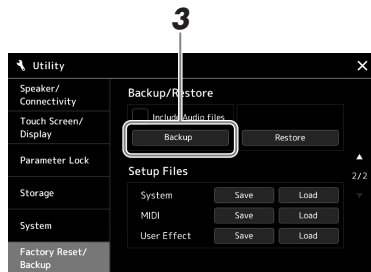 3
Utility
Speaker/
Connectivity
Touch Screen/
Display
Parameter Lock
Storage
System
Factory Reset/
Backup
Backup/Restore
Include Audio files
Backup
Restore
2/2
Setup Files
System
Save
Load
MIDI
Save
Load
User Effect
Save
Load